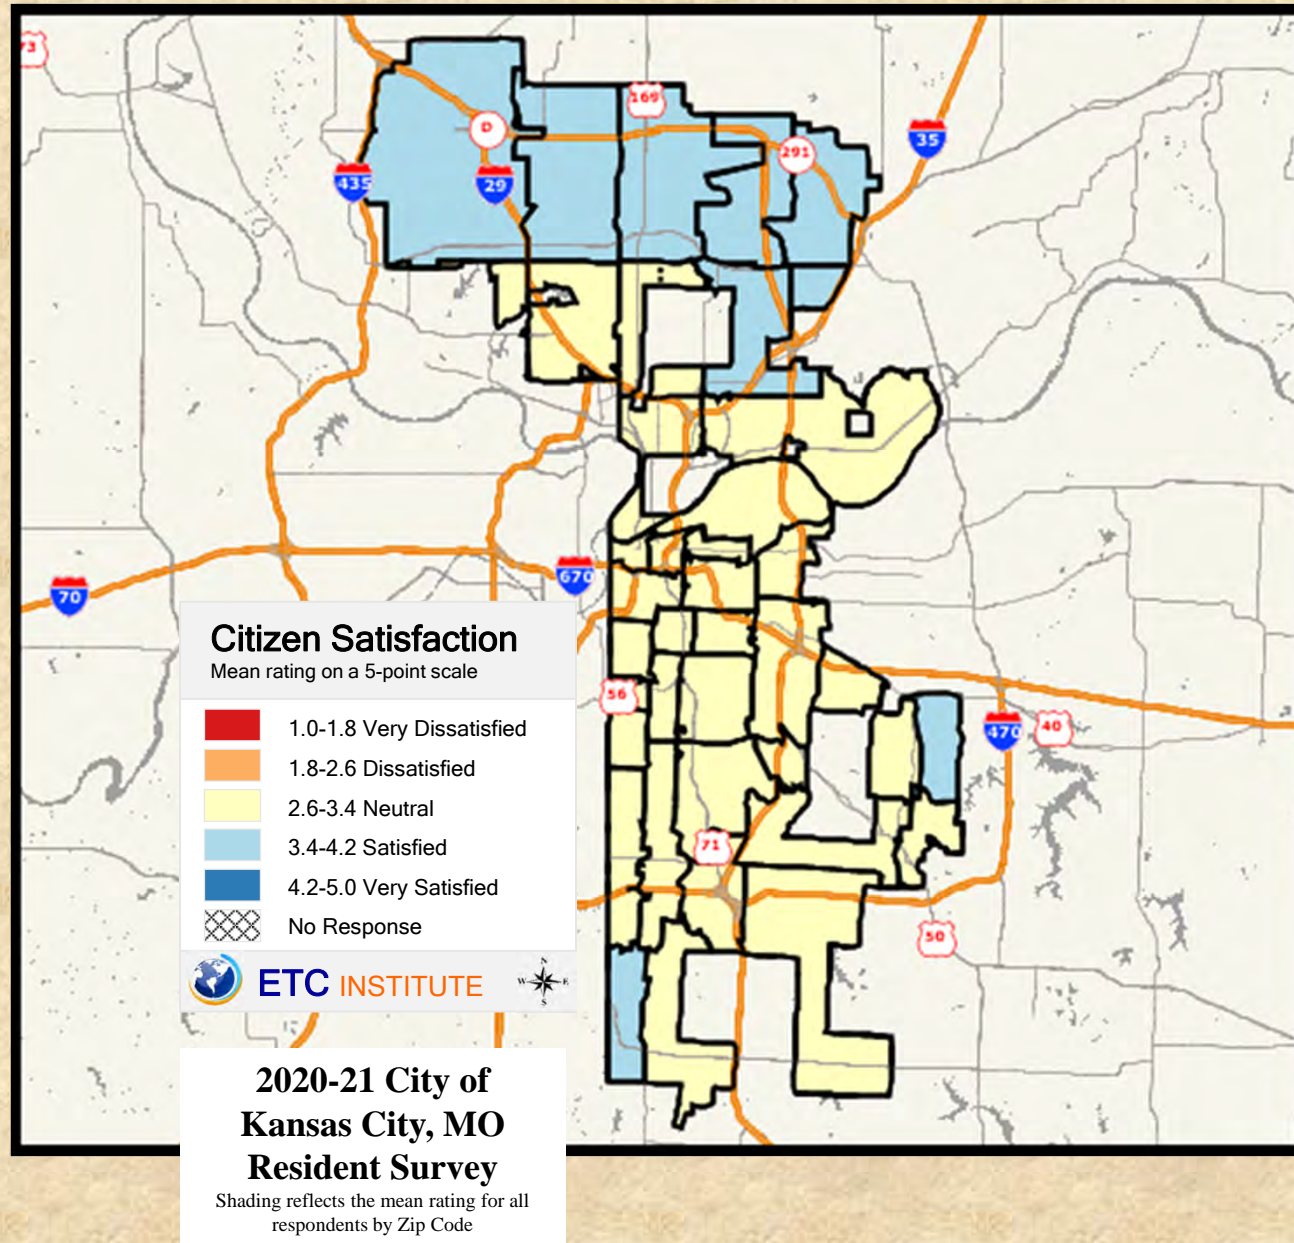 73
169
D
291
35
435
29
70
670
56
470
40
71
50
Citizen Satisfaction
Mean rating on a 5-point scale
1.0-1.8 Very Dissatisfied
1.8-2.6 Dissatisfied
2.6-3.4 Neutral
3.4-4.2 Satisfied
4.2-5.0 Very Satisfied
No Response
ETC INSTITUTE
N
W E
S
2020-21 City of
Kansas City, MO
Resident Survey
Shading reflects the mean rating for all
respondents by Zip Code